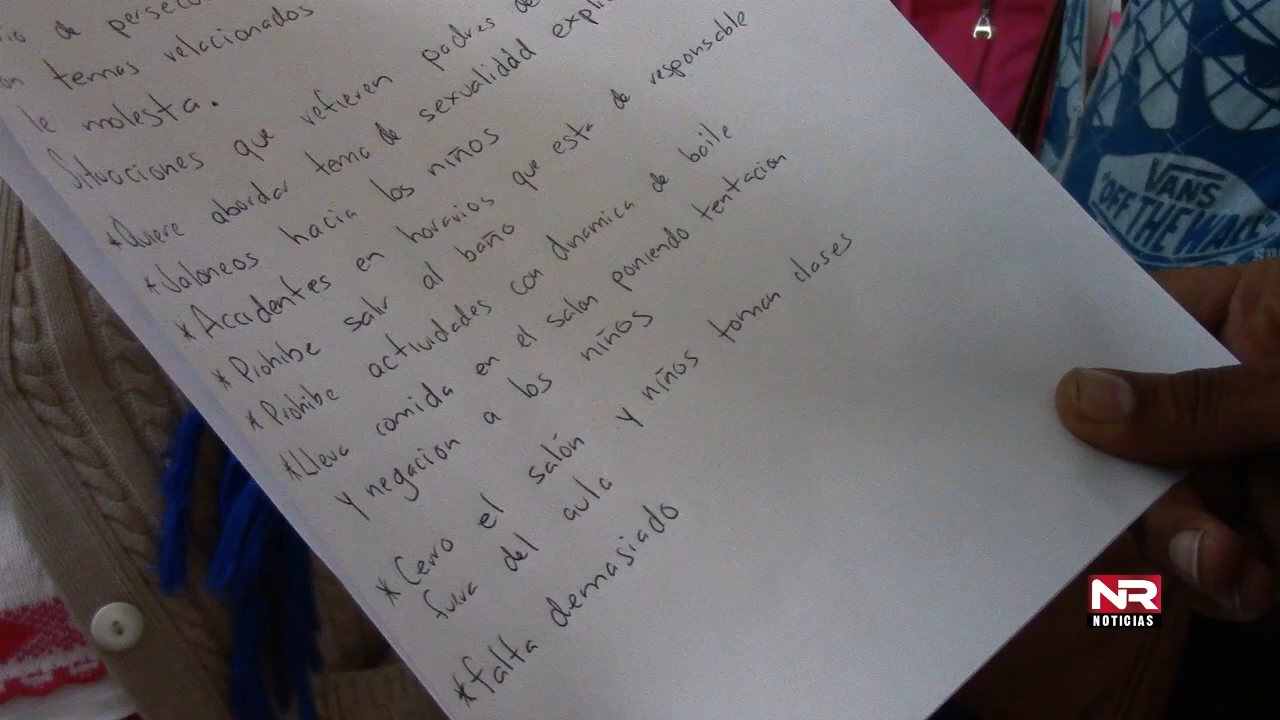 de persec
temas relacionados
le molesta.
Situaciones que refieren padres de
*Quiere abordar tema de sexualidad expli
*Jaloneos hacia los niños
*Accidentes en horarios que esta de responsable
*Prohibe salir al baño
*Prohibe actividades con dinamica de baile
*Lleva comida en el salon poniendo tentacion
y negacion a los niños
*Cerro el salón y niños toman clases
fuera del aula
*falta demasiado
VANS
"OFF THE WALL"
NR
NOTICIAS